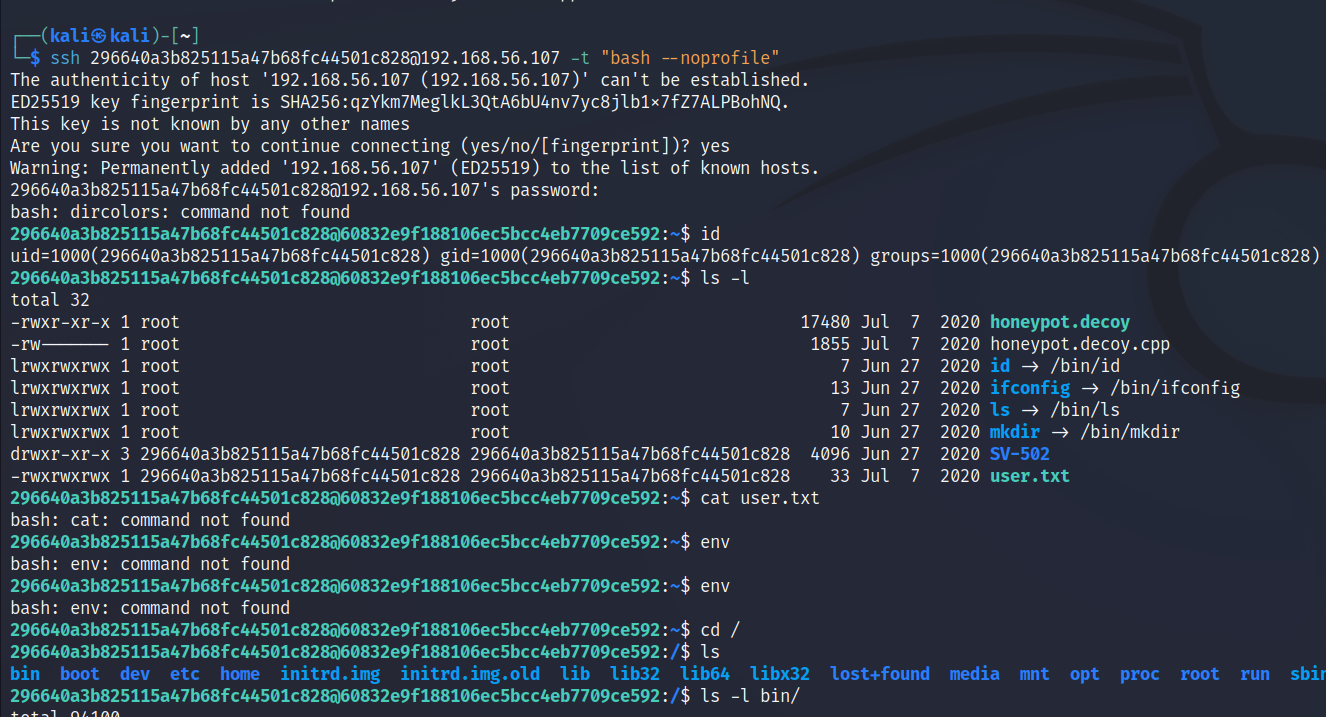 ┌──(kali㉿kali)-[~]
└─$ ssh 296640a3b825115a47b68fc44501c828@192.168.56.107 -t "bash --noprofile"
The authenticity of host '192.168.56.107 (192.168.56.107)' can't be established.
ED25519 key fingerprint is SHA256:qzYkm7MeglkL3QtA6bU4nv7yc8jlb1×7fZ7ALPBohNQ.
This key is not known by any other names
Are you sure you want to continue connecting (yes/no/[fingerprint])? yes
Warning: Permanently added '192.168.56.107' (ED25519) to the list of known hosts.
296640a3b825115a47b68fc44501c828@192.168.56.107's password:
bash: dircolors: command not found
296640a3b825115a47b68fc44501c828@60832e9f188106ec5bcc4eb7709ce592:~$ id
uid=1000(296640a3b825115a47b68fc44501c828) gid=1000(296640a3b825115a47b68fc44501c828) groups=1000(296640a3b825115a47b68fc44501c828)
296640a3b825115a47b68fc44501c828@60832e9f188106ec5bcc4eb7709ce592:~$ ls -l
total 32
-rwxr-xr-x 1 root root 17480 Jul 7 2020 honeypot.decoy
-rw------- 1 root root 1855 Jul 7 2020 honeypot.decoy.cpp
lrwxrwxrwx 1 root root 7 Jun 27 2020 id → /bin/id
lrwxrwxrwx 1 root root 13 Jun 27 2020 ifconfig → /bin/ifconfig
lrwxrwxrwx 1 root root 7 Jun 27 2020 ls → /bin/ls
lrwxrwxrwx 1 root root 10 Jun 27 2020 mkdir → /bin/mkdir
drwxr-xr-x 3 296640a3b825115a47b68fc44501c828 296640a3b825115a47b68fc44501c828 4096 Jun 27 2020 SV-502
-rwxrwxrwx 1 296640a3b825115a47b68fc44501c828 296640a3b825115a47b68fc44501c828 33 Jul 7 2020 user.txt
296640a3b825115a47b68fc44501c828@60832e9f188106ec5bcc4eb7709ce592:~$ cat user.txt
bash: cat: command not found
296640a3b825115a47b68fc44501c828@60832e9f188106ec5bcc4eb7709ce592:~$ env
bash: env: command not found
296640a3b825115a47b68fc44501c828@60832e9f188106ec5bcc4eb7709ce592:~$ env
bash: env: command not found
296640a3b825115a47b68fc44501c828@60832e9f188106ec5bcc4eb7709ce592:~$ cd /
296640a3b825115a47b68fc44501c828@60832e9f188106ec5bcc4eb7709ce592:/$ ls
bin boot dev etc home initrd.img initrd.img.old lib lib32 lib64 libx32 lost+found media mnt opt proc root run sbin
296640a3b825115a47b68fc44501c828@60832e9f188106ec5bcc4eb7709ce592:/$ ls -l bin/
total 94100